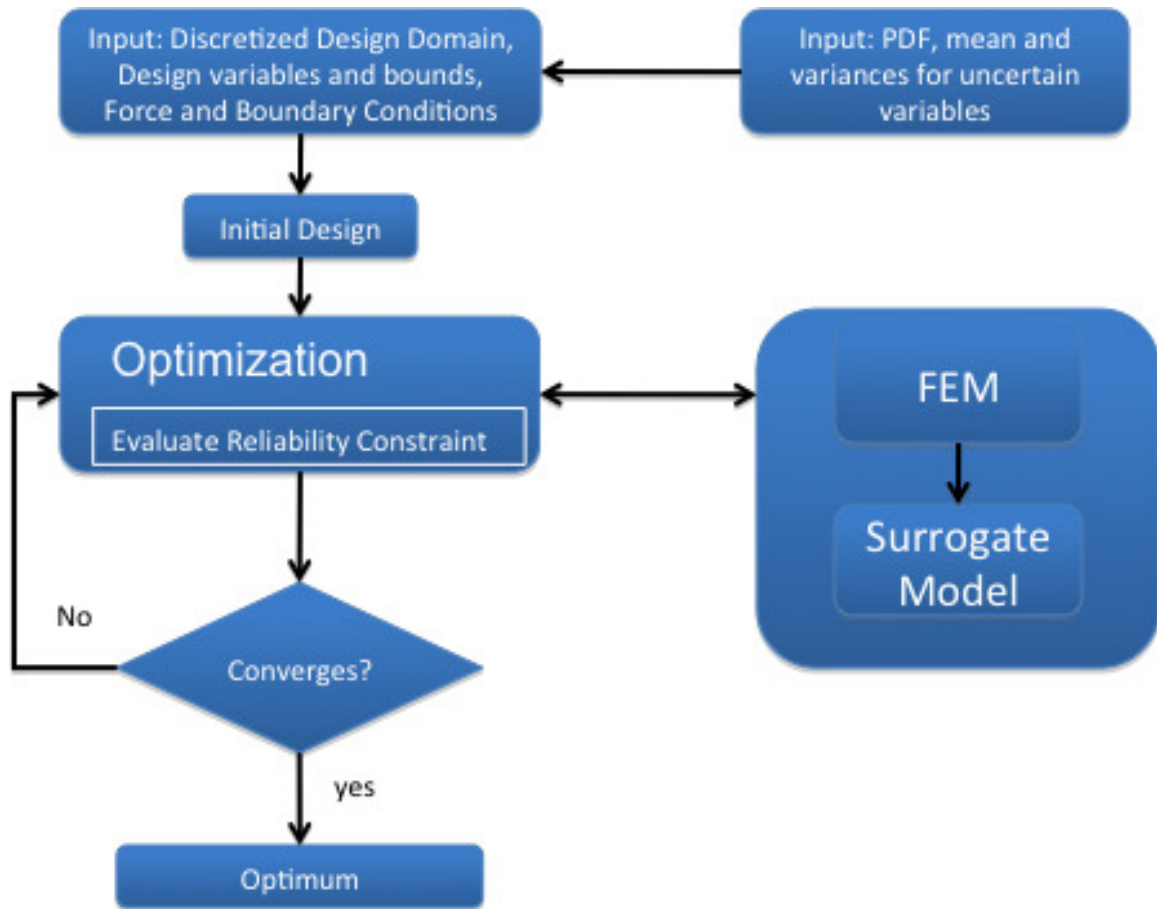 Input: Discretized Design Domain,
Design variables and bounds,
Force and Boundary Conditions
Input: PDF, mean and
variances for uncertain
variables
Initial Design
Optimization
Evaluate Reliability Constraint
FEM
Surrogate
Model
No
Converges?
yes
Optimum